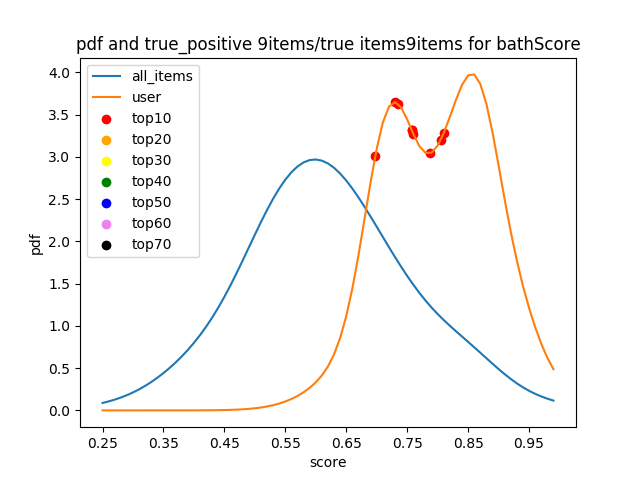 pdf and true_positive 9items/true items9items for bathScore
all_items
user
top10
top20
top30
top40
top50
top60
top70
pdf
4.0
3.5
3.0
2.5
2.0
1.5
1.0
0.5
0.0
0.25 0.35 0.45 0.55 0.65 0.75 0.85 0.95
score